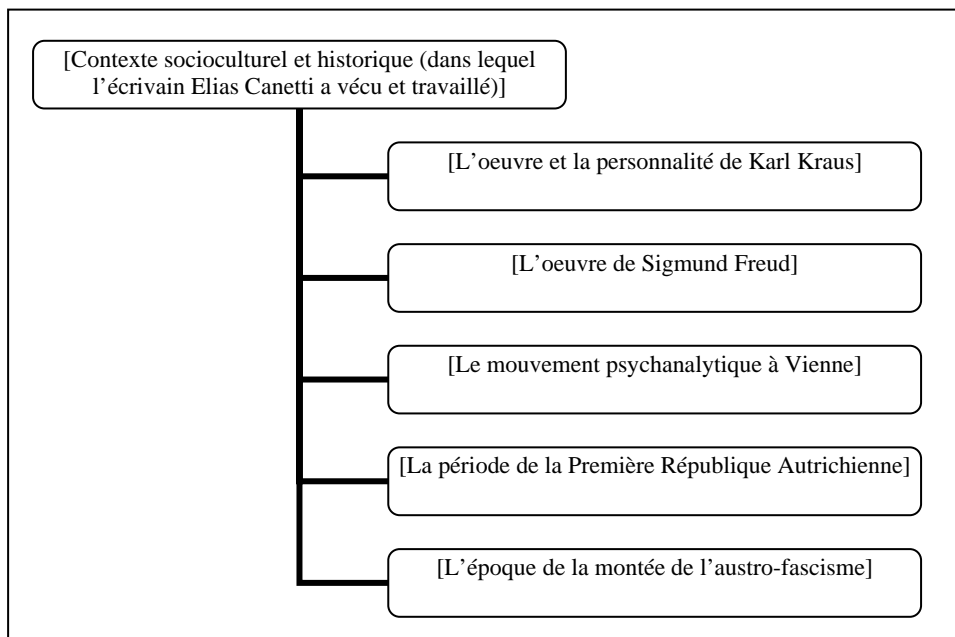 [Contexte socioculturel et historique (dans lequel
l’écrivain Elias Canetti a vécu et travaillé)]
[L’oeuvre et la personnalité de Karl Kraus]
[L’oeuvre de Sigmund Freud]
[Le mouvement psychanalytique à Vienne]
[La période de la Première République Autrichienne]
[L’époque de la montée de l’austro-fascisme]